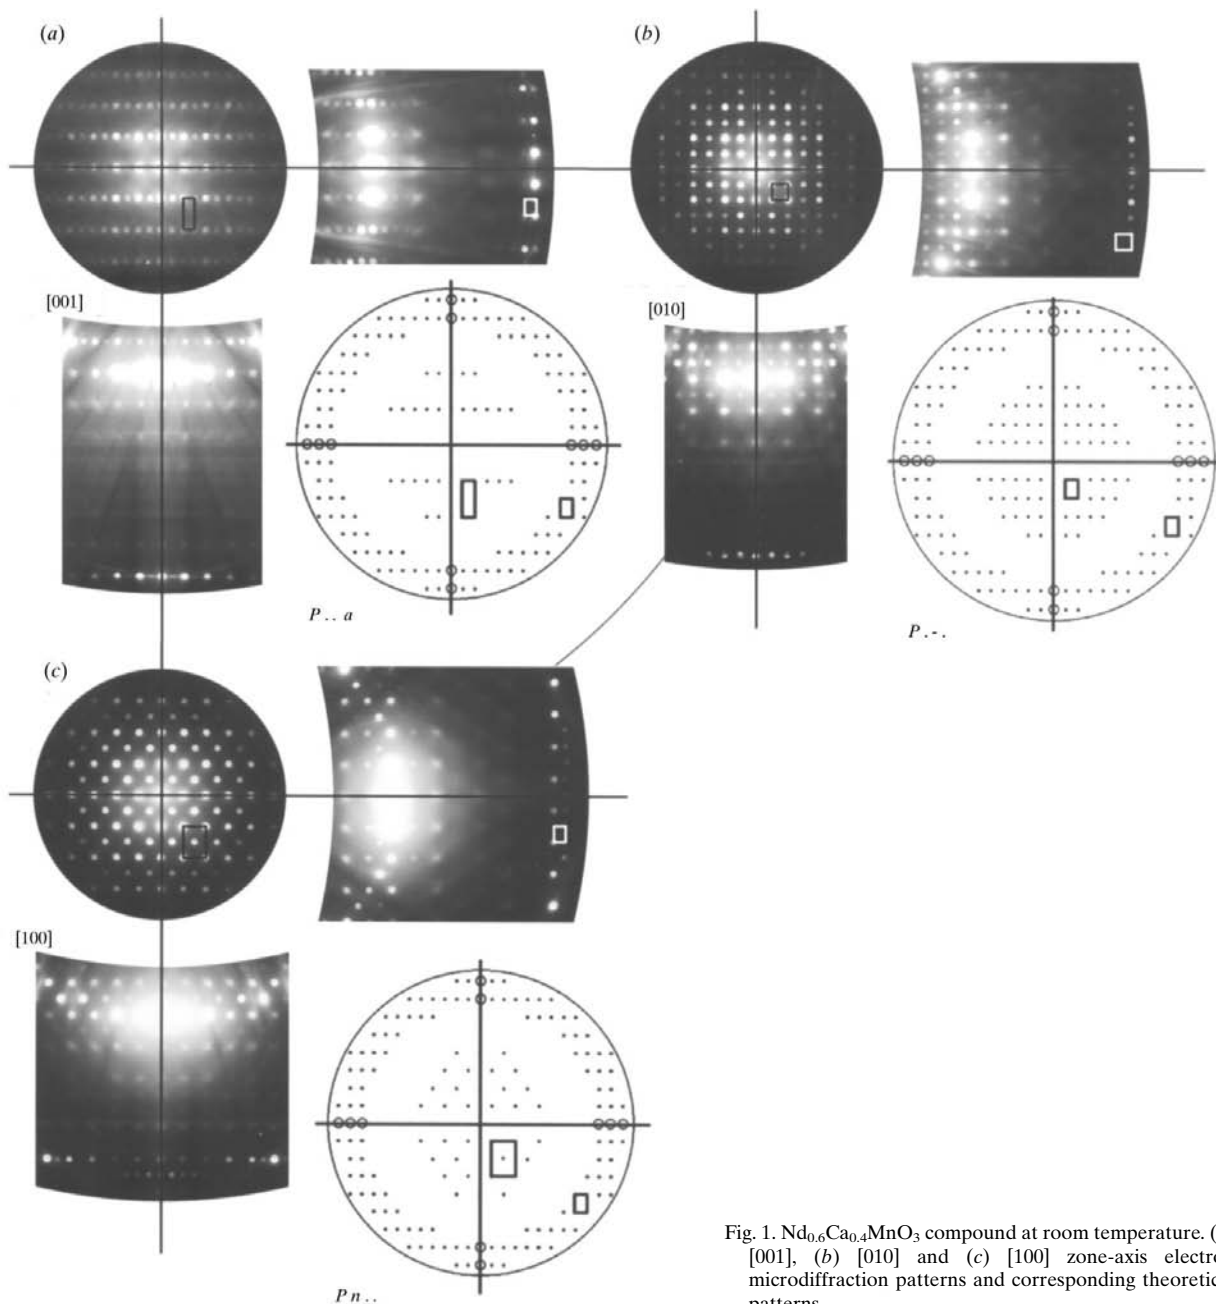 (a)
(b)
[001]
[010]
P . . a
P . - .
(c)
[100]
P n . .
Fig. 1. Nd₀.₆Ca₀.₄MnO₃ compound at room temperature. (
[001], (b) [010] and (c) [100] zone-axis electro
microdiffraction patterns and corresponding theoretic
patterns